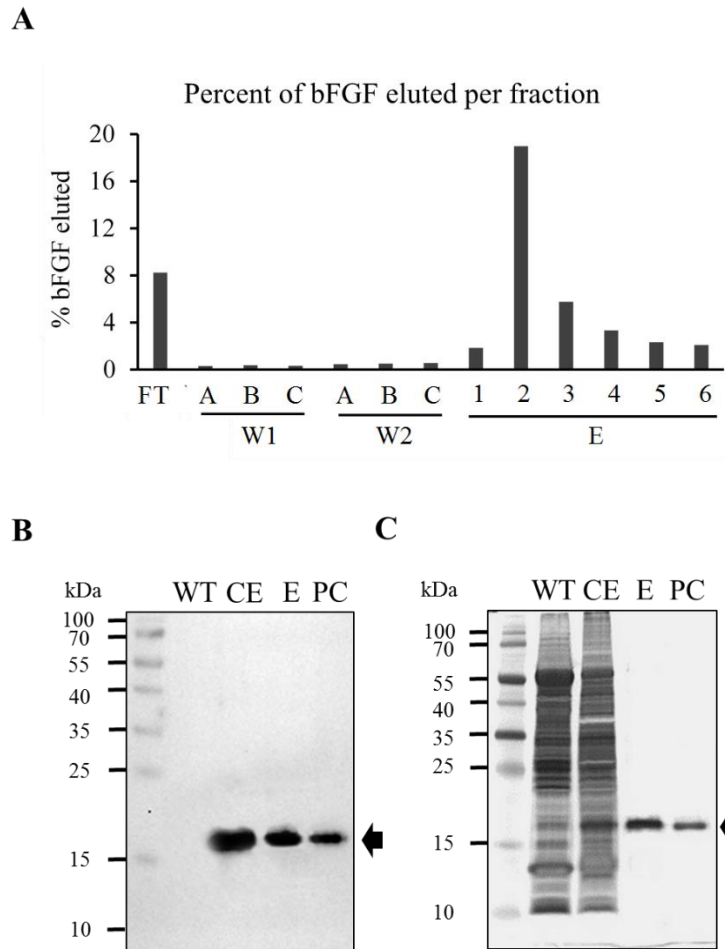 A
Percent of bFGF eluted per fraction
% bFGF eluted
20
16
12
8
4
0
FT A B C A B C 1 2 3 4 5 6
W1 W2 E
B
kDa WT CE E PC
100
70
55
40
35
25
15
10
C
kDa WT CE E PC
100
70
55
40
35
25
15
10